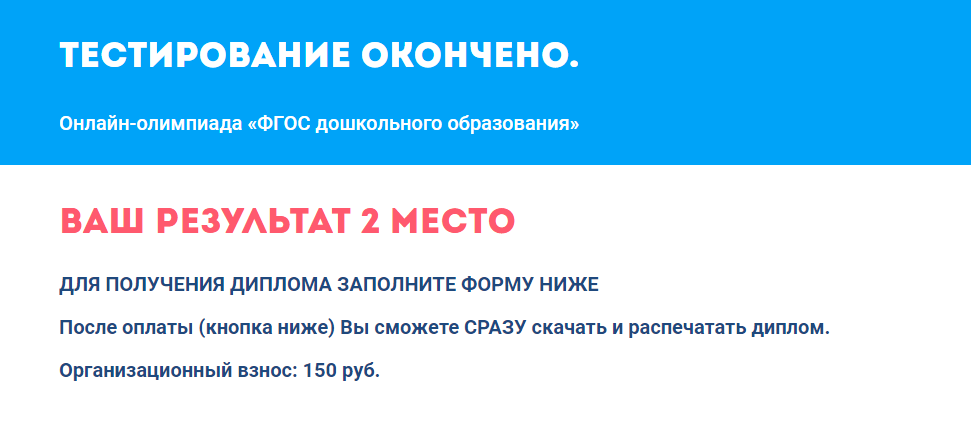 ТЕСТИРОВАНИЕ ОКОНЧЕНО.
Онлайн-олимпиада «ФГОС дошкольного образования»
ВАШ РЕЗУЛЬТАТ 2 МЕСТО
ДЛЯ ПОЛУЧЕНИЯ ДИПЛОМА ЗАПОЛНИТЕ ФОРМУ НИЖЕ
После оплаты (кнопка ниже) Вы сможете СРАЗУ скачать и распечатать диплом.
Организационный взнос: 150 руб.